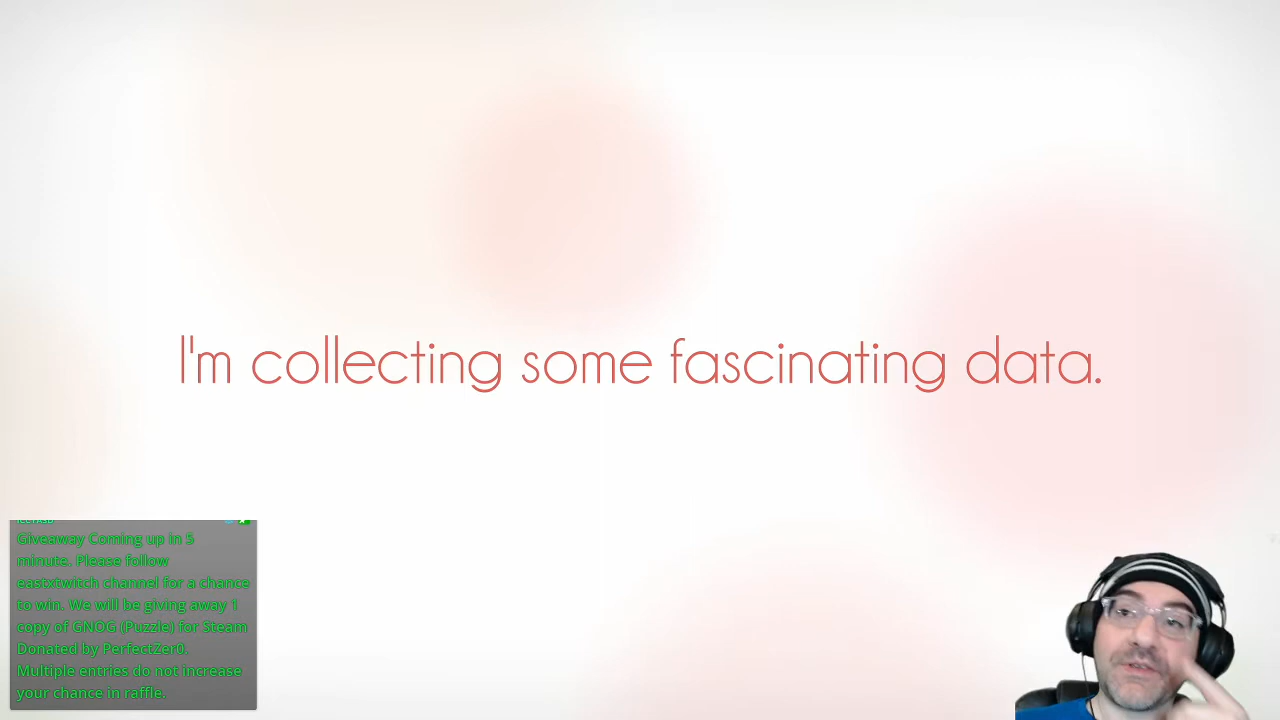 I'm collecting some fascinating data.
Giveaway Coming up in 5
minute. Please follow
eastxtwitch channel for a chance
to win. We will be giving away 1
copy of GNOG (Puzzle) for Steam
Donated by PerfectZer0.
Multiple entries do not increase
your chance in raffle.